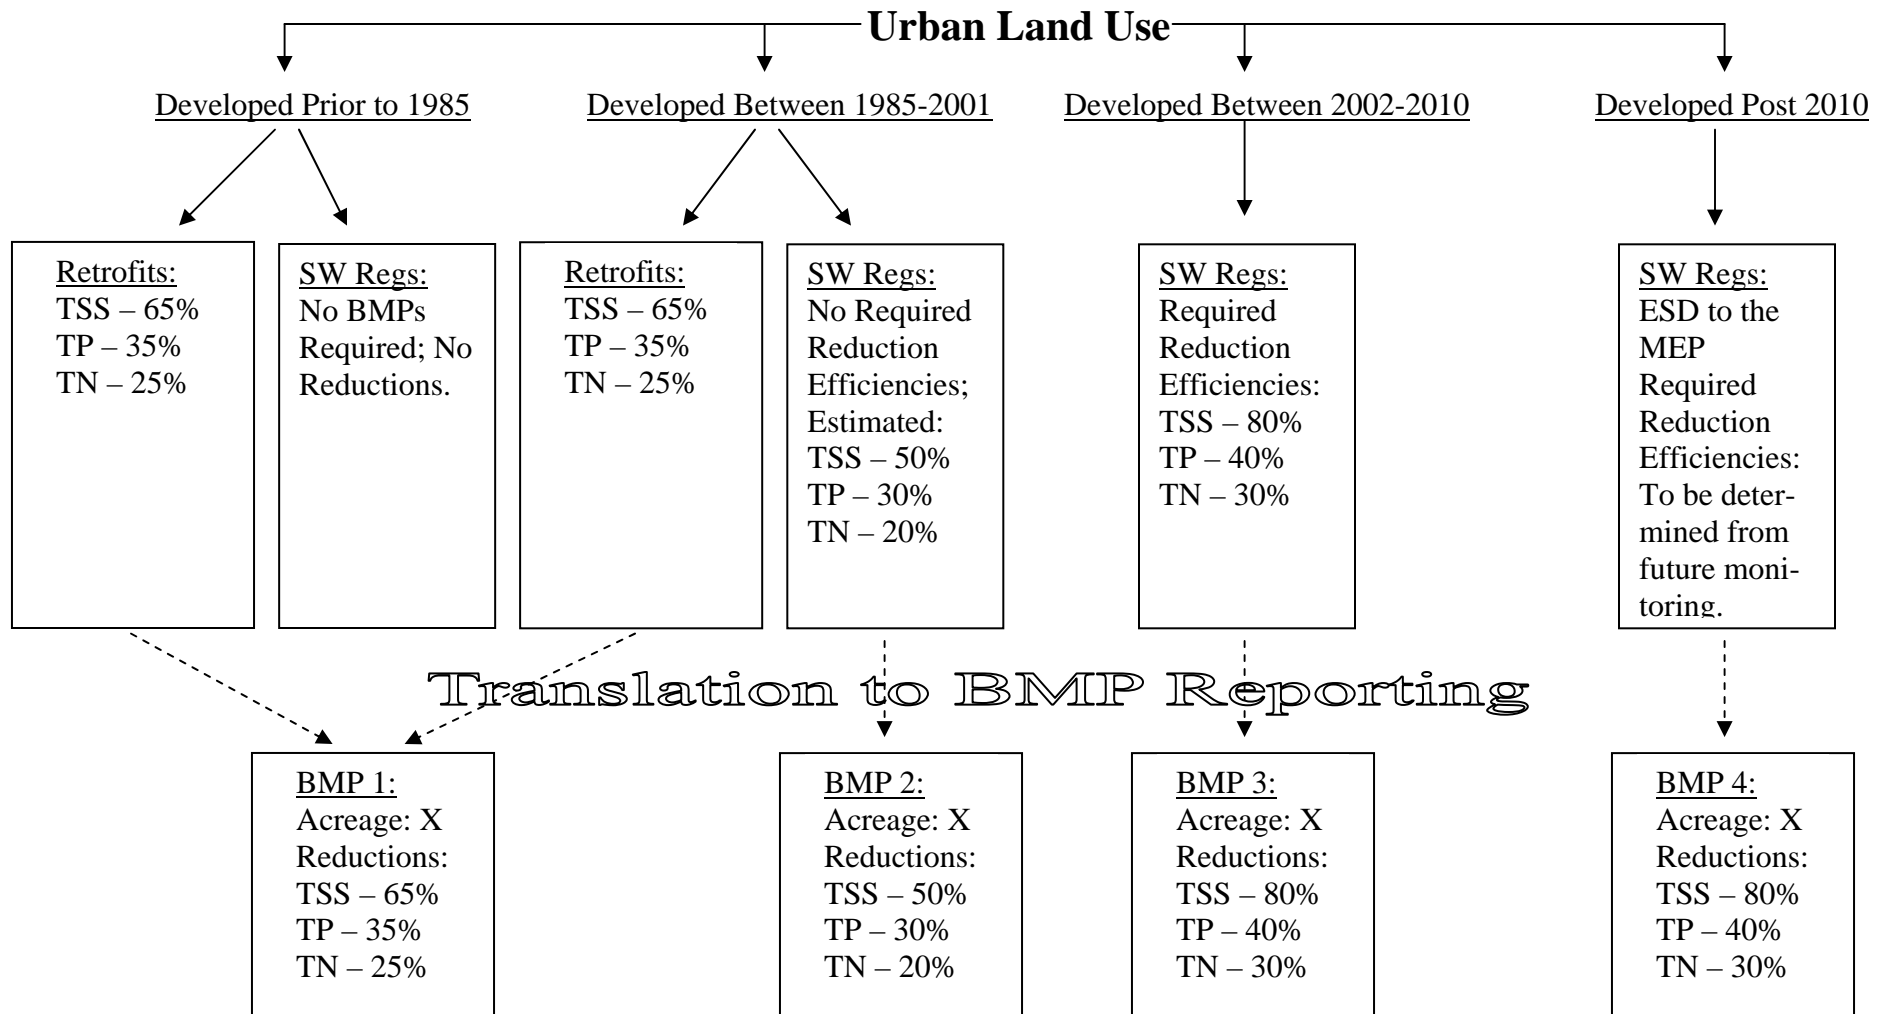 Urban Land Use
Developed Prior to 1985
Developed Between 1985-2001
Developed Between 2002-2010
Developed Post 2010
Retrofits:
TSS – 65%
TP – 35%
TN – 25%
SW Regs:
No BMPs
Required; No
Reductions.
Retrofits:
TSS – 65%
TP – 35%
TN – 25%
SW Regs:
No Required
Reduction
Efficiencies;
Estimated:
TSS – 50%
TP – 30%
TN – 20%
SW Regs:
Required
Reduction
Efficiencies:
TSS – 80%
TP – 40%
TN – 30%
SW Regs:
ESD to the
MEP
Required
Reduction
Efficiencies:
To be deter-
mined from
future moni-
toring.
Translation to BMP Reporting
BMP 1:
Acreage: X
Reductions:
TSS – 65%
TP – 35%
TN – 25%
BMP 2:
Acreage: X
Reductions:
TSS – 50%
TP – 30%
TN – 20%
BMP 3:
Acreage: X
Reductions:
TSS – 80%
TP – 40%
TN – 30%
BMP 4:
Acreage: X
Reductions:
TSS – 80%
TP – 40%
TN – 30%